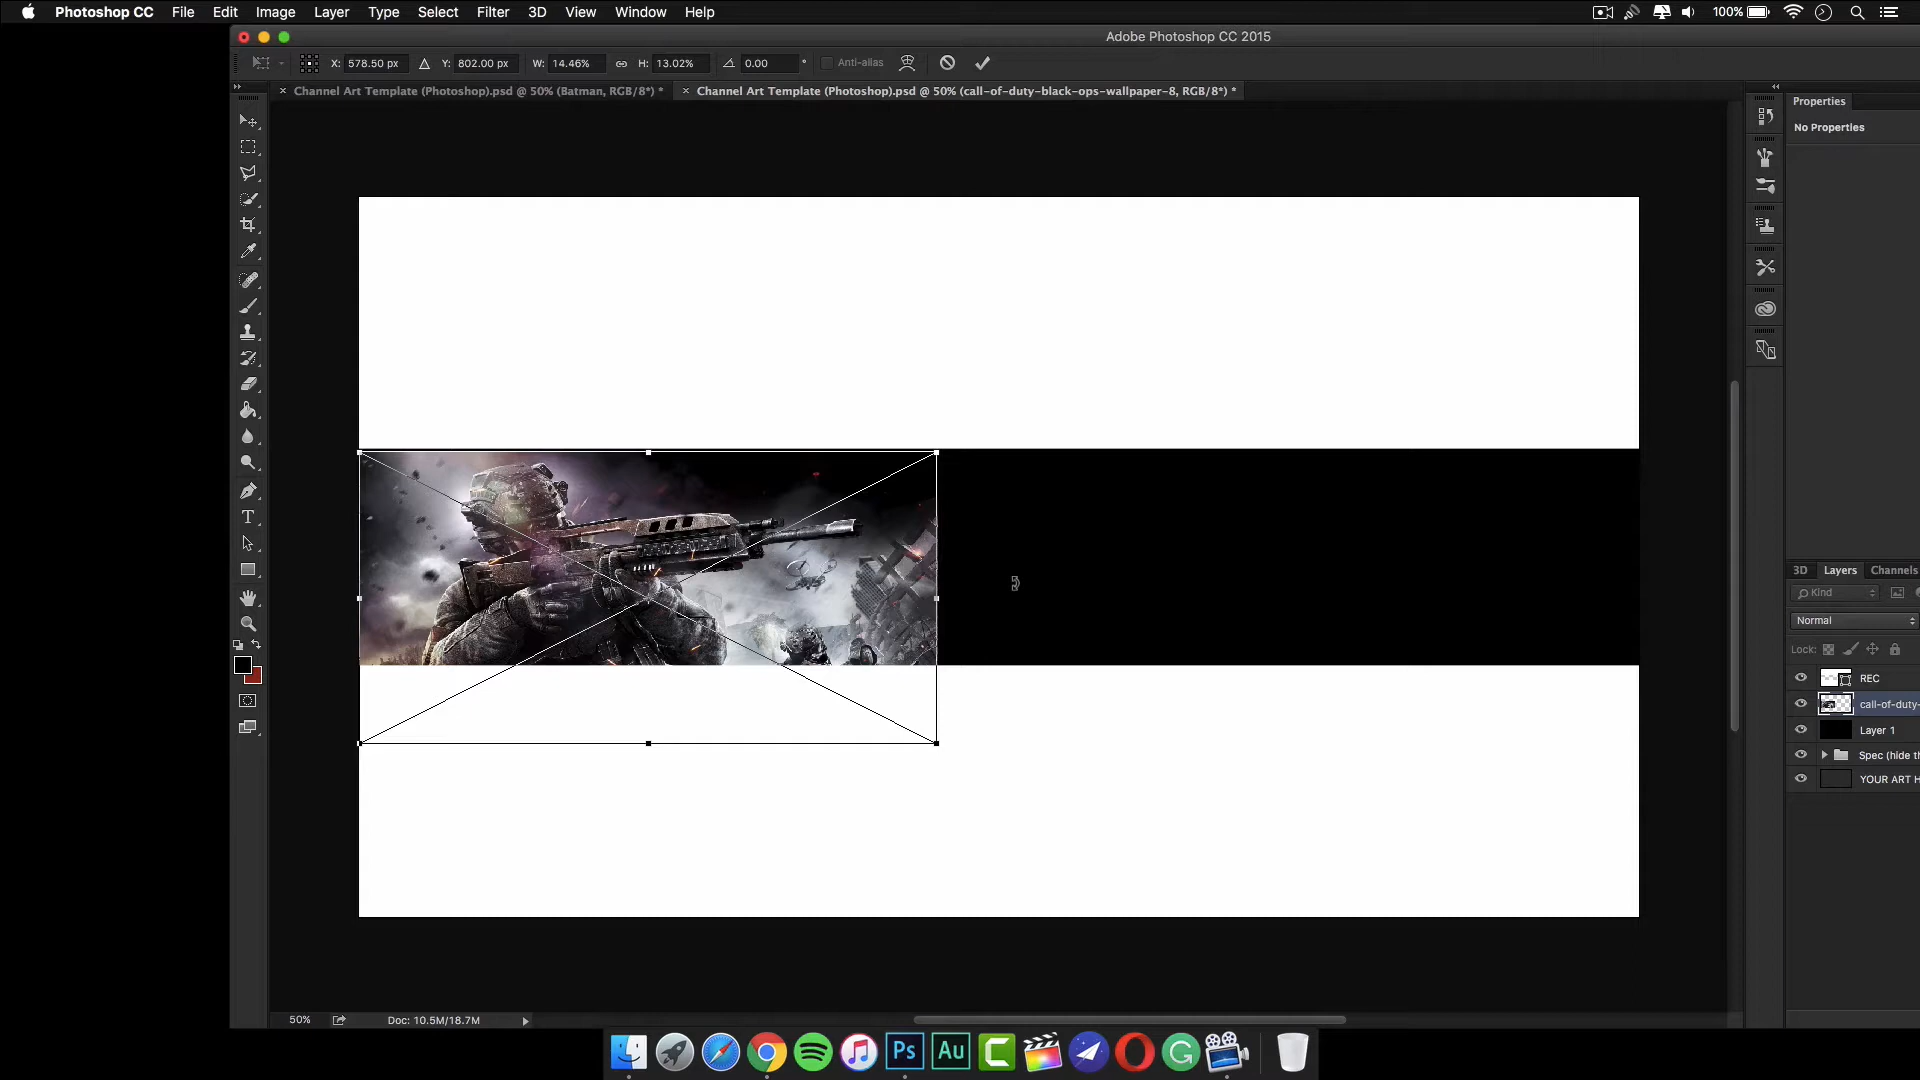 Photoshop CC File Edit Image Layer Type Select Filter 3D View Window Help 100%
Adobe Photoshop CC 2015
X: 578.50 px Y: 802.00 px W: 14.46% H: 13.02% 0.00 ° Anti-alias
Channel Art Template (Photoshop).psd @ 50% (Batman, RGB/8*) * Channel Art Template (Photoshop).psd @ 50% (call-of-duty-black-ops-wallpaper-8, RGB/8*) *
Properties
No Properties
T
3D Layers Channels
Kind
Normal
Lock:
REC
call-of-duty-
Layer 1
Spec (hide th
YOUR ART H
50% Doc: 10.5M/18.7M
Ps Au C G